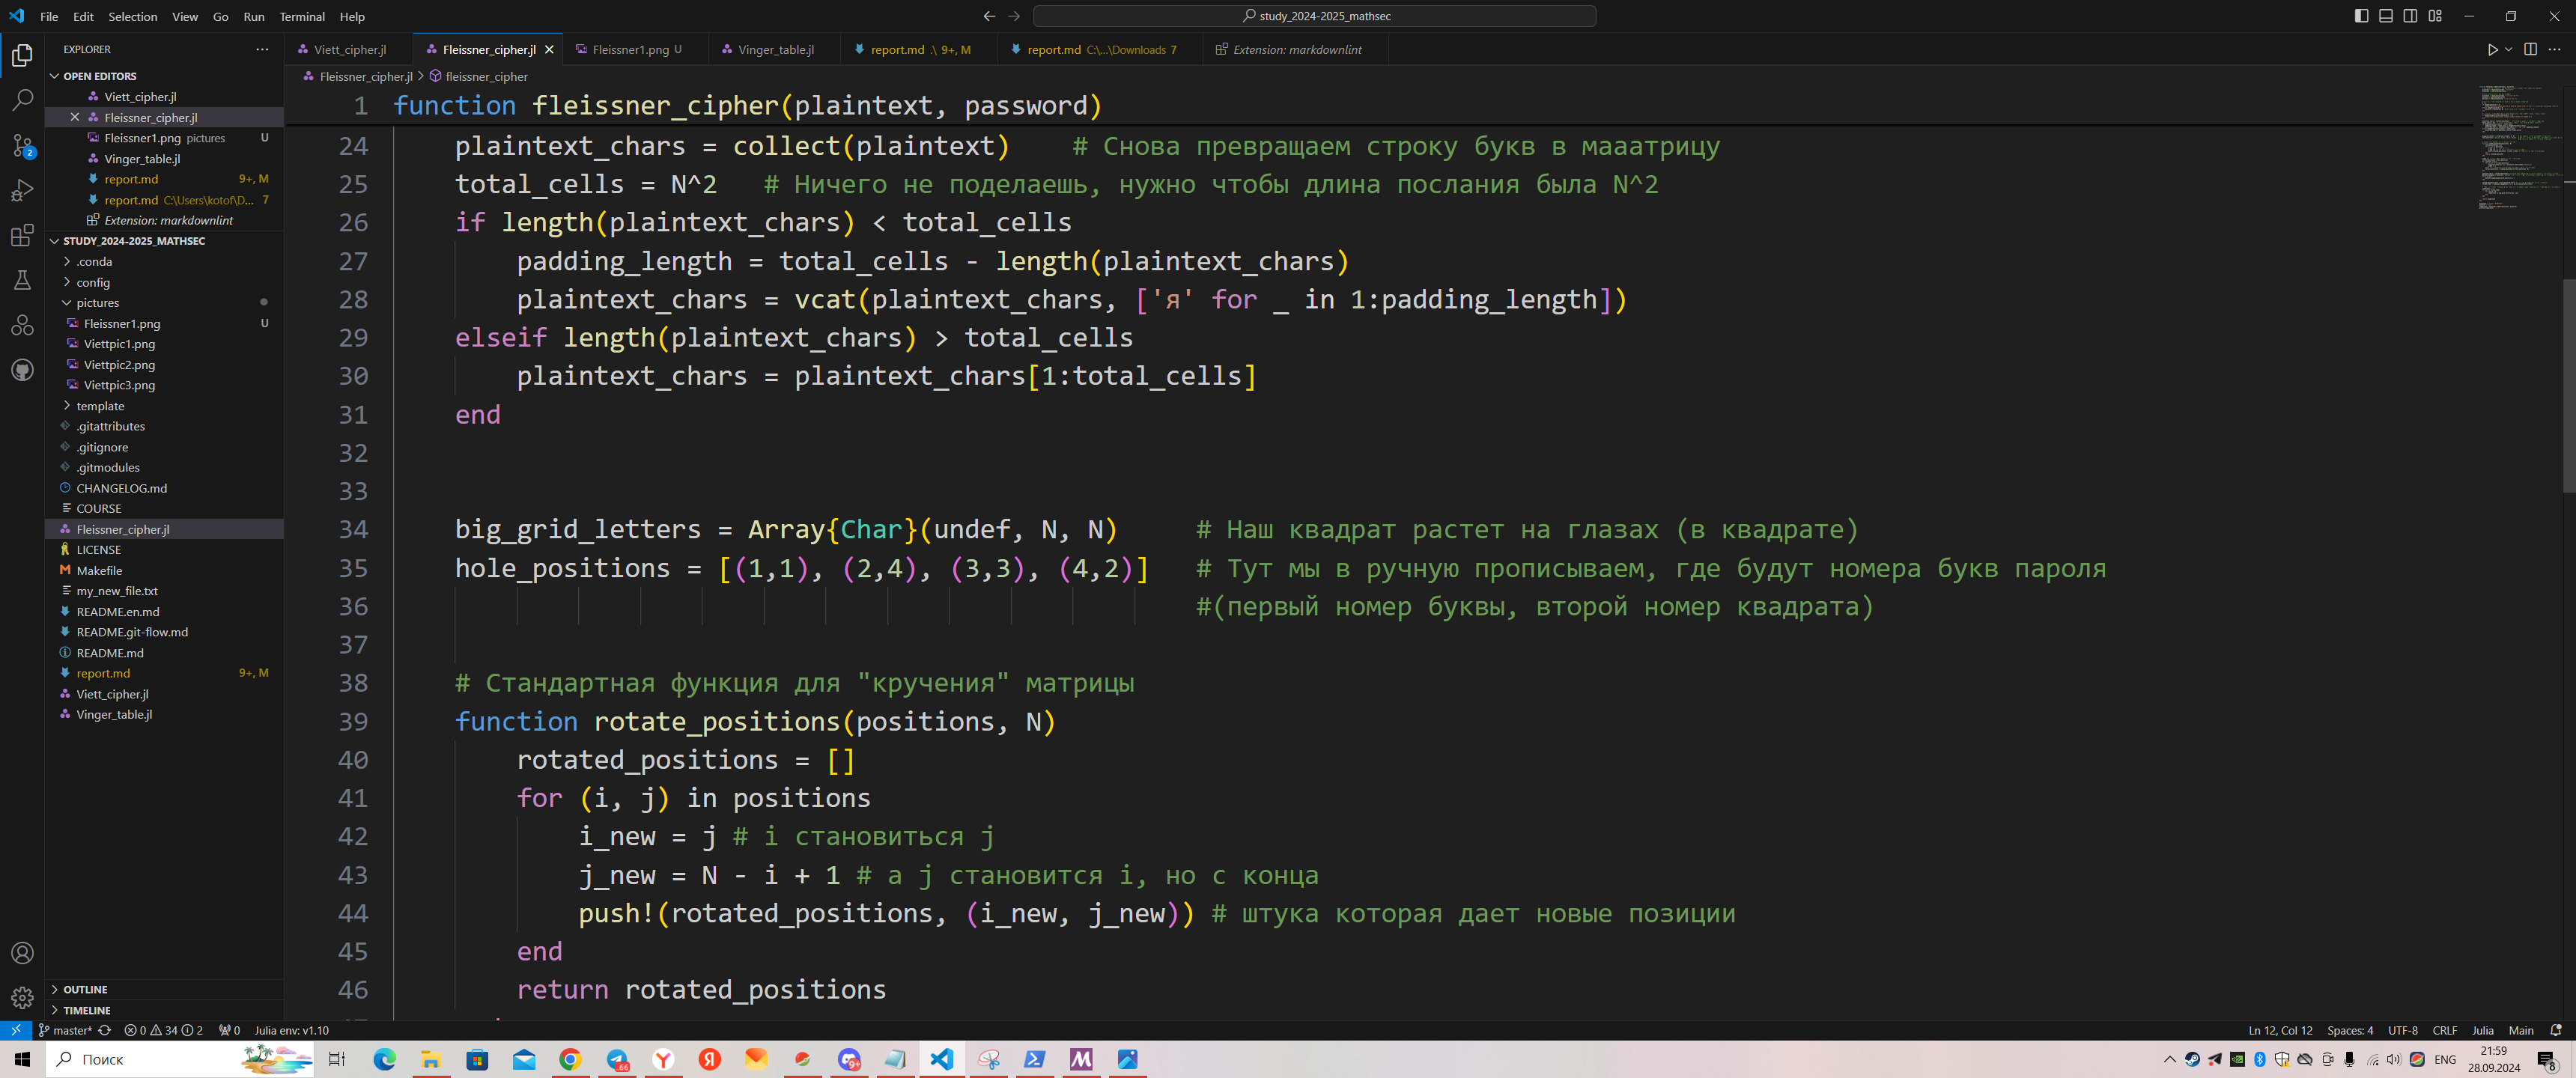 File Edit Selection View Go Run Terminal Help
study_2024-2025_mathsec
EXPLORER
OPEN EDITORS
Viett_cipher.jl
Fleissner_cipher.jl
Fleissner1.png pictures U
Vinger_table.jl
report.md 9+, M
report.md C:\Users\kotof\D... 7
Extension: markdownlint
STUDY_2024-2025_MATHSEC
.conda
config
pictures
Fleissner1.png U
Viettpic1.png
Viettpic2.png
Viettpic3.png
template
.gitattributes
.gitignore
.gitmodules
CHANGELOG.md
COURSE
Fleissner_cipher.jl
LICENSE
Makefile
my_new_file.txt
README.en.md
README.git-flow.md
README.md
report.md 9+, M
Viett_cipher.jl
Vinger_table.jl
OUTLINE
TIMELINE
Viett_cipher.jl Fleissner_cipher.jl Fleissner1.png U Vinger_table.jl report.md .\ 9+, M report.md C:\...\Downloads 7 Extension: markdownlint
Fleissner_cipher.jl > fleissner_cipher
1 function fleissner_cipher(plaintext, password)
24 plaintext_chars = collect(plaintext) # Снова превращаем строку букв в мааатрицу
25 total_cells = N^2 # Ничего не поделаешь, нужно чтобы длина послания была N^2
26 if length(plaintext_chars) < total_cells
27 padding_length = total_cells - length(plaintext_chars)
28 plaintext_chars = vcat(plaintext_chars, ['я' for _ in 1:padding_length])
29 elseif length(plaintext_chars) > total_cells
30 plaintext_chars = plaintext_chars[1:total_cells]
31 end
32
33
34 big_grid_letters = Array{Char}(undef, N, N) # Наш квадрат растет на глазах (в квадрате)
35 hole_positions = [(1,1), (2,4), (3,3), (4,2)] # Тут мы в ручную прописываем, где будут номера букв пароля
36 #(первый номер буквы, второй номер квадрата)
37
38 # Стандартная функция для "кручения" матрицы
39 function rotate_positions(positions, N)
40 rotated_positions = []
41 for (i, j) in positions
42 i_new = j # i становиться j
43 j_new = N - i + 1 # а j становится i, но с конца
44 push!(rotated_positions, (i_new, j_new)) # штука которая дает новые позиции
45 end
46 return rotated_positions
master* 0 34 2 0 Julia env: v1.10
Ln 12, Col 12 Spaces: 4 UTF-8 CRLF Julia Main
Поиск
ENG
21:59
28.09.2024